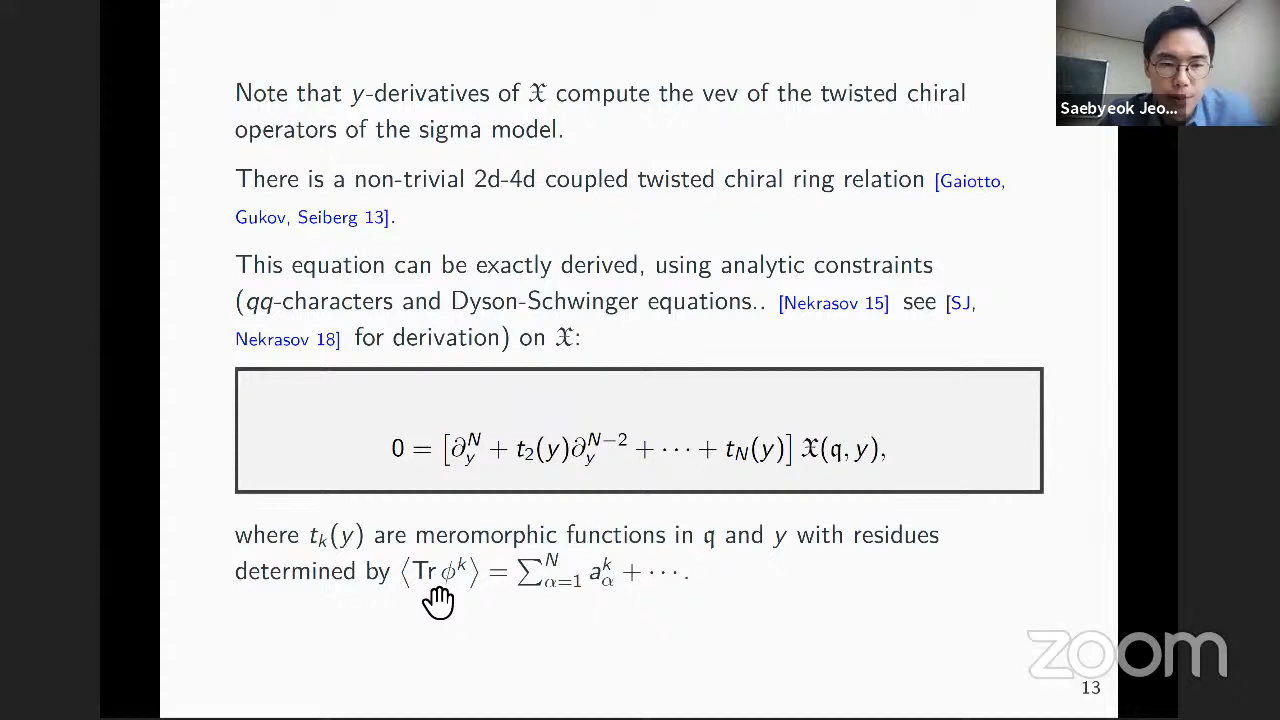 Note that y-derivatives of 𝔛 compute the vev of the twisted chiral
operators of the sigma model.
There is a non-trivial 2d-4d coupled twisted chiral ring relation [Gaiotto,
Gukov, Seiberg 13].
This equation can be exactly derived, using analytic constraints
(qq-characters and Dyson-Schwinger equations.. [Nekrasov 15] see [SJ,
Nekrasov 18] for derivation) on 𝔛:
0 = [∂_y^N + t_2(y)∂_y^{N−2} + ⋯ + t_N(y)] 𝔛(𝔮, y),
where t_k(y) are meromorphic functions in 𝔮 and y with residues
determined by ⟨Tr ϕ^k⟩ = ∑_{α=1}^N a_α^k + ⋯.
Saebyeok Jeo...
zoom
13